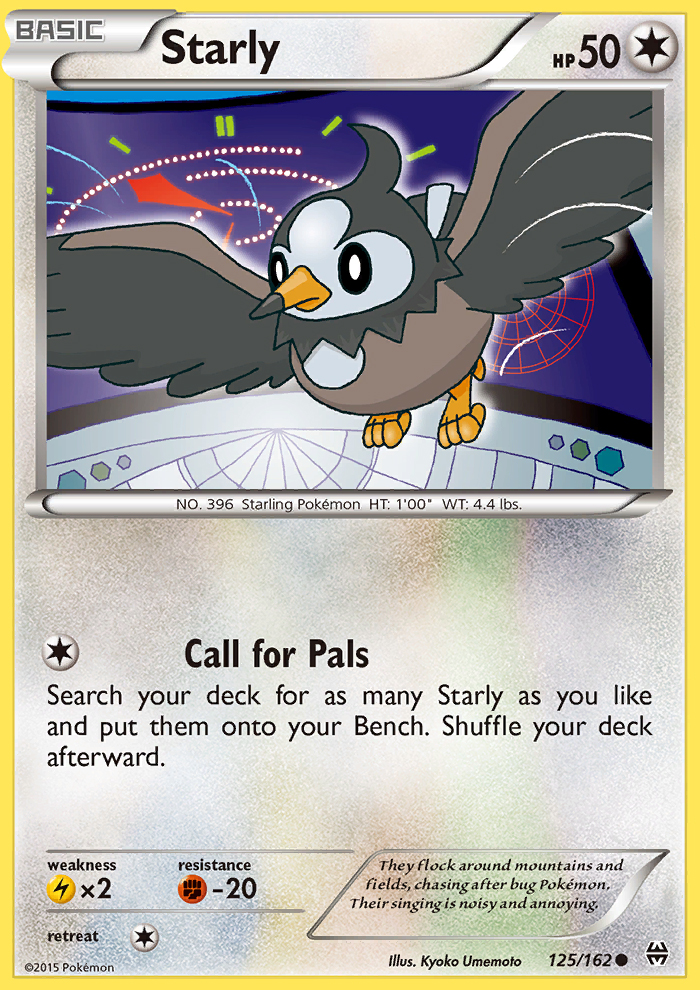 BASIC
Starly
HP50
NO. 396 Starling Pokémon HT: 1'00" WT: 4.4 lbs.
Call for Pals
Search your deck for as many Starly as you like
and put them onto your Bench. Shuffle your deck
afterward.
weakness
×2
resistance
-20
They flock around mountains and
fields, chasing after bug Pokémon.
Their singing is noisy and annoying.
retreat
©2015 Pokémon
Illus. Kyoko Umemoto
125/162